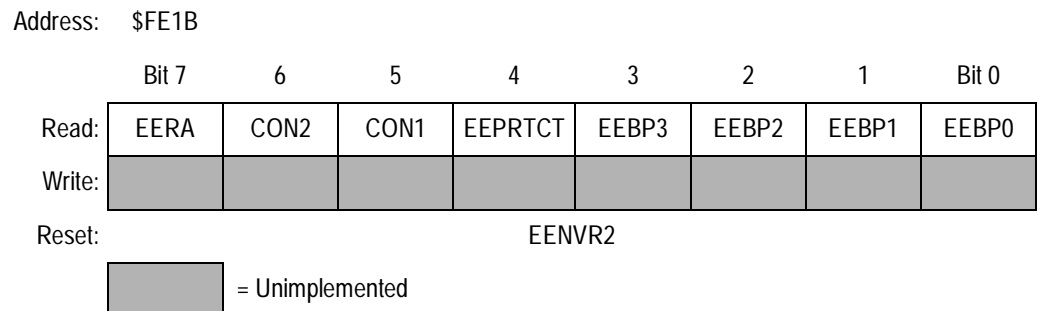 Address: $FE1B
Bit 7 6 5 4 3 2 1 Bit 0
Read: EERA CON2 CON1 EEPRTCT EEBP3 EEBP2 EEBP1 EEBP0
Write:
Reset: EENVR2
= Unimplemented